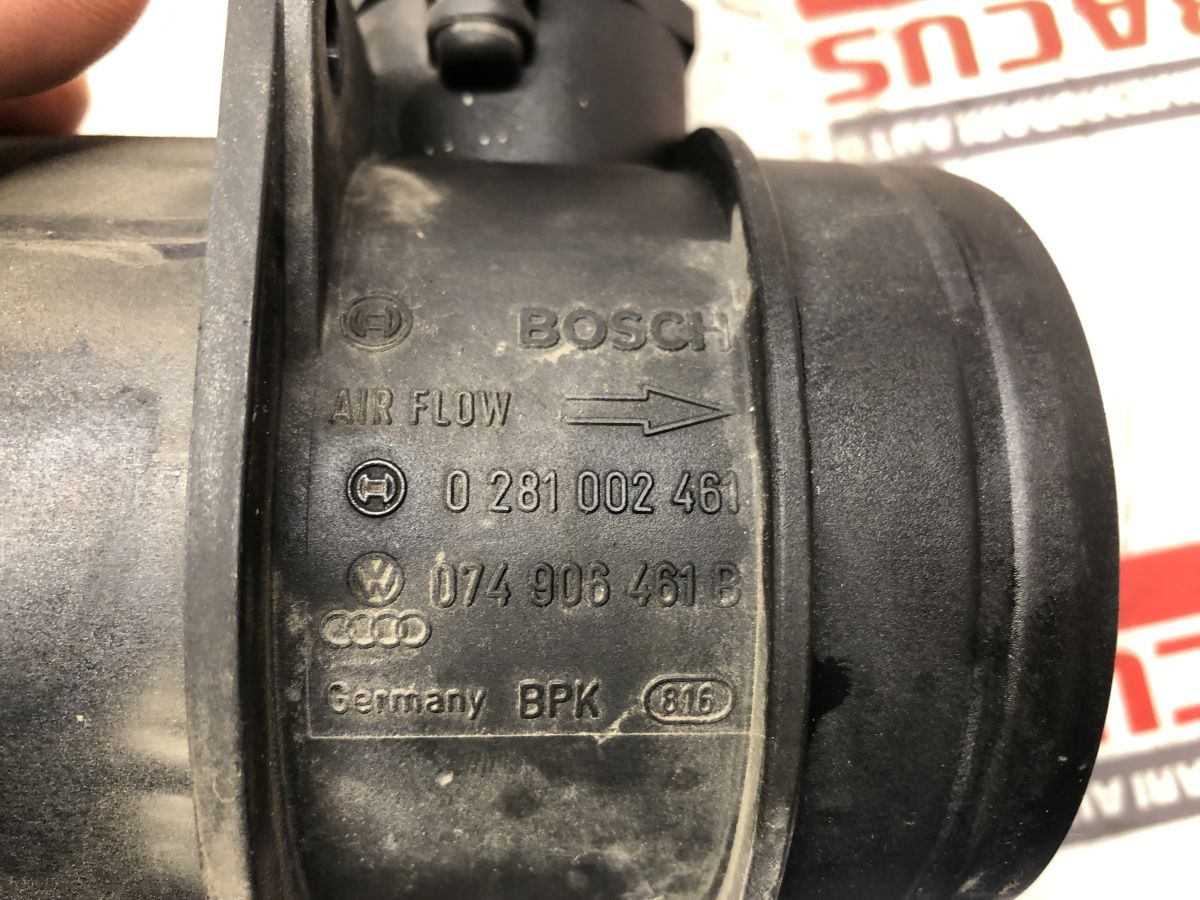 BOSCH
AIR FLOW
0 281 002 461
074 906 461 B
Germany BPK 816